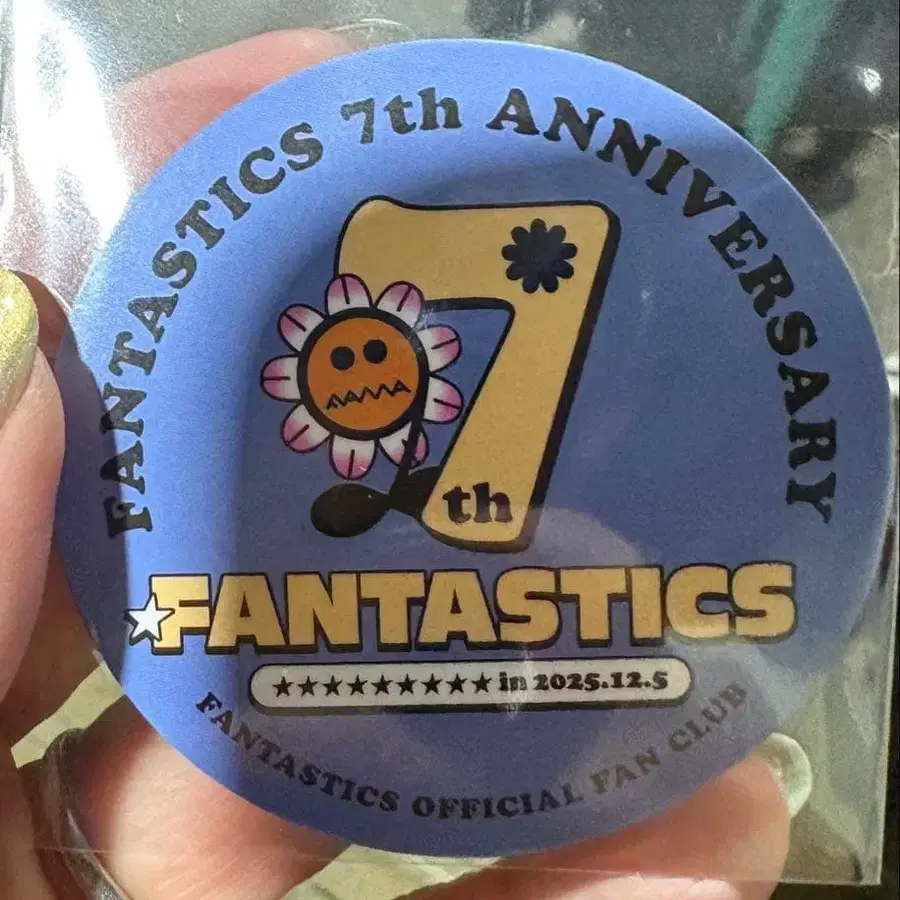 FANTASTICS 7th ANNIVERSARY
7
th
FANTASTICS
★★★★★★★★★in 2025.12.5
FANTASTICS OFFICIAL FAN CLUB